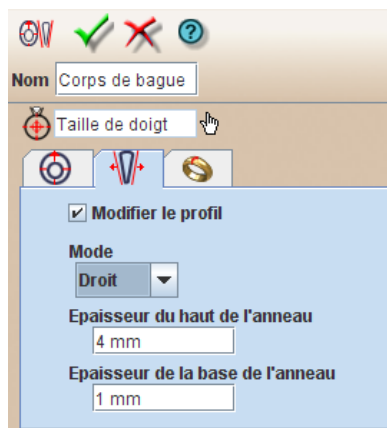 Nom Corps de bague
Taille de doigt
Modifier le profil
Mode
Droit
Epaisseur du haut de l'anneau
4 mm
Epaisseur de la base de l'anneau
1 mm